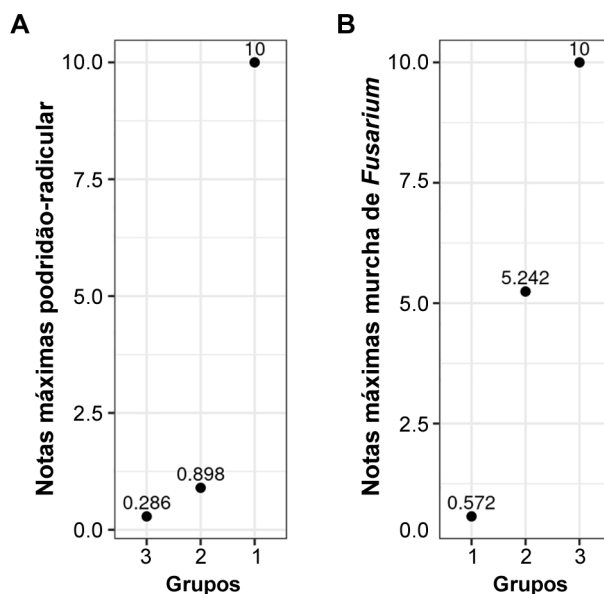 A
Notas máximas podridão-radicular
10.0
7.5
5.0
2.5
0.0
10
0.898
0.286
3 2 1
Grupos
B
Notas máximas murcha de Fusarium
10.0
7.5
5.0
2.5
0.0
10
5.242
0.572
1 2 3
Grupos